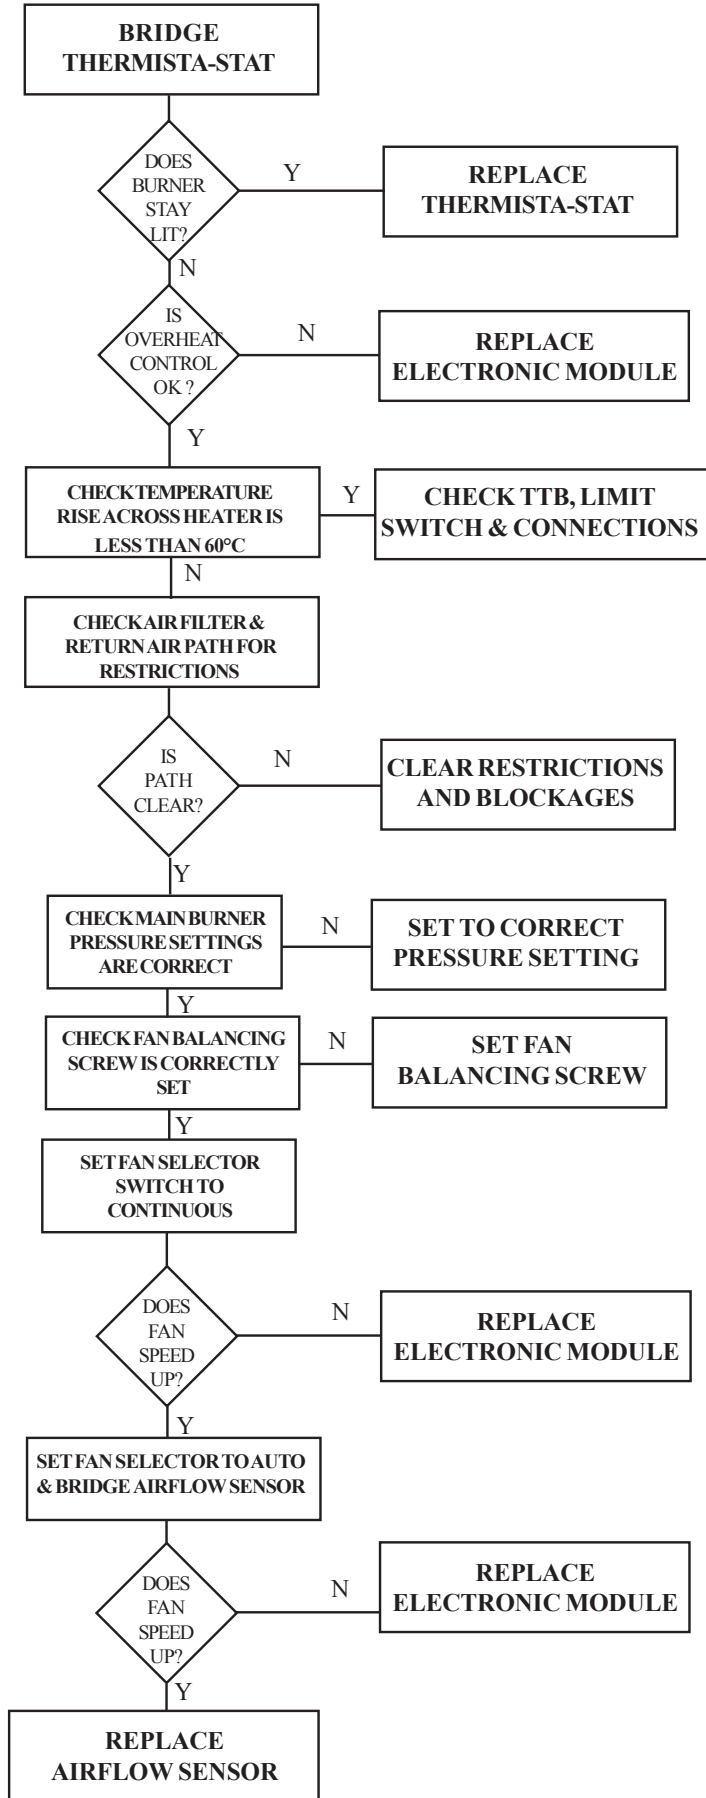 BRIDGE
THERMISTA-STAT
DOES
BURNER
STAY
LIT?
Y
REPLACE
THERMISTA-STAT
N
IS
OVERHEAT
CONTROL
OK ?
N
REPLACE
ELECTRONIC MODULE
Y
CHECK TEMPERATURE
RISE ACROSS HEATER IS
LESS THAN 60°C
Y
CHECK TTB, LIMIT
SWITCH & CONNECTIONS
N
CHECK AIR FILTER &
RETURN AIR PATH FOR
RESTRICTIONS
IS
PATH
CLEAR?
N
CLEAR RESTRICTIONS
AND BLOCKAGES
Y
CHECK MAIN BURNER
PRESSURE SETTINGS
ARE CORRECT
N
SET TO CORRECT
PRESSURE SETTING
Y
CHECK FAN BALANCING
SCREW IS CORRECTLY
SET
N
SET FAN
BALANCING SCREW
Y
SET FAN SELECTOR
SWITCH TO
CONTINUOUS
DOES
FAN
SPEED
UP?
N
REPLACE
ELECTRONIC MODULE
Y
SET FAN SELECTOR TO AUTO
& BRIDGE AIRFLOW SENSOR
DOES
FAN
SPEED
UP?
N
REPLACE
ELECTRONIC MODULE
Y
REPLACE
AIRFLOW SENSOR